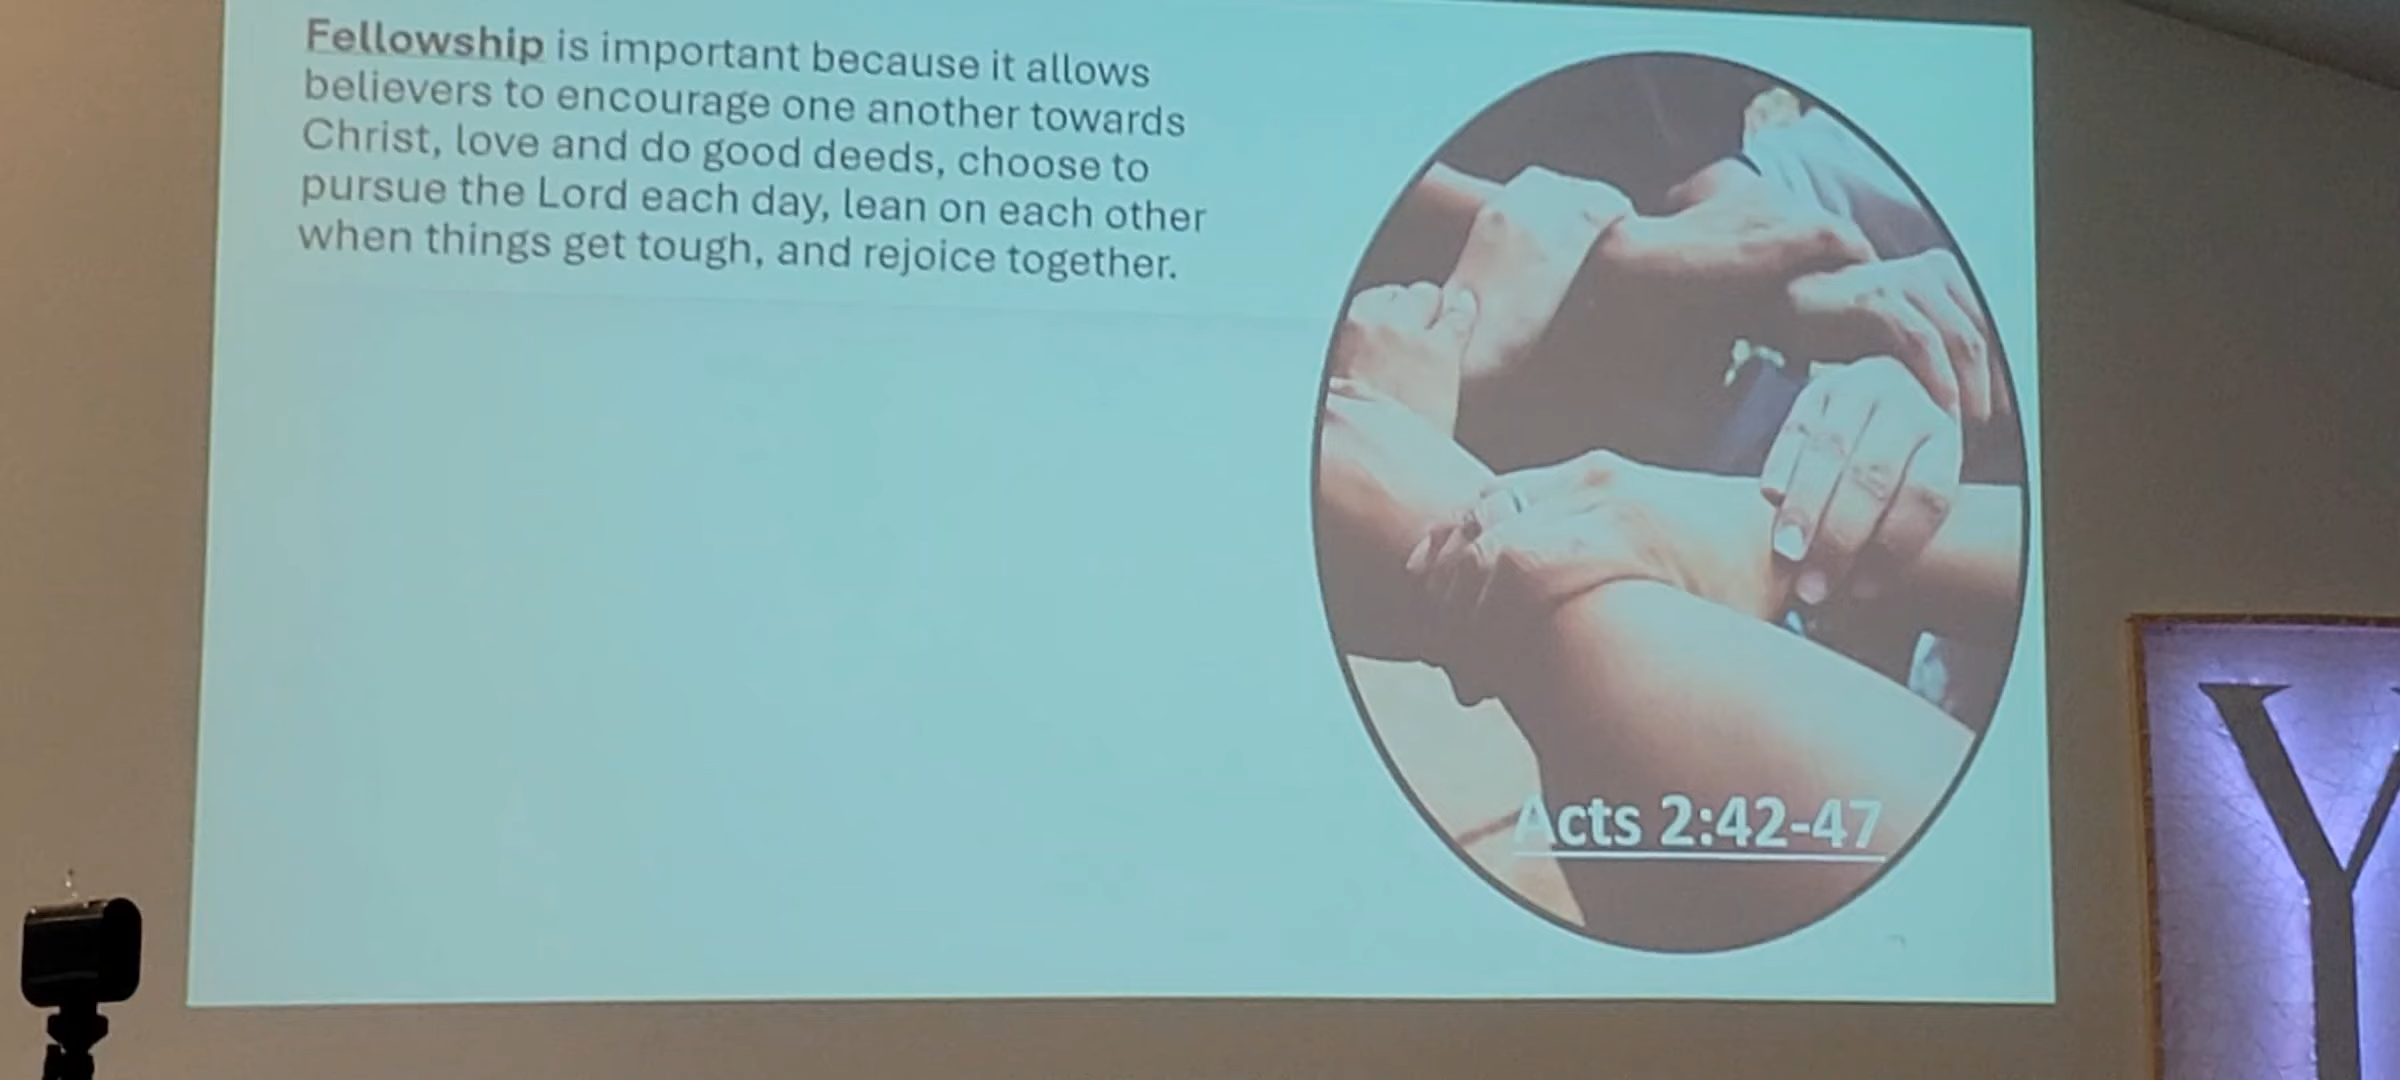 Fellowship is important because it allows
believers to encourage one another towards
Christ, love and do good deeds, choose to
pursue the Lord each day, lean on each other
when things get tough, and rejoice together.
Acts 2:42-47
Y